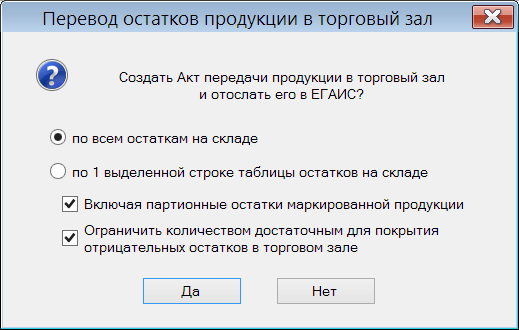 Перевод остатков продукции в торговый зал
Создать Акт передачи продукции в торговый зал
и отослать его в ЕГАИС?
по всем остаткам на складе
по 1 выделенной строке таблицы остатков на складе
Включая партионные остатки маркированной продукции
Ограничить количеством достаточным для покрытия
отрицательных остатков в торговом зале
Да
Нет